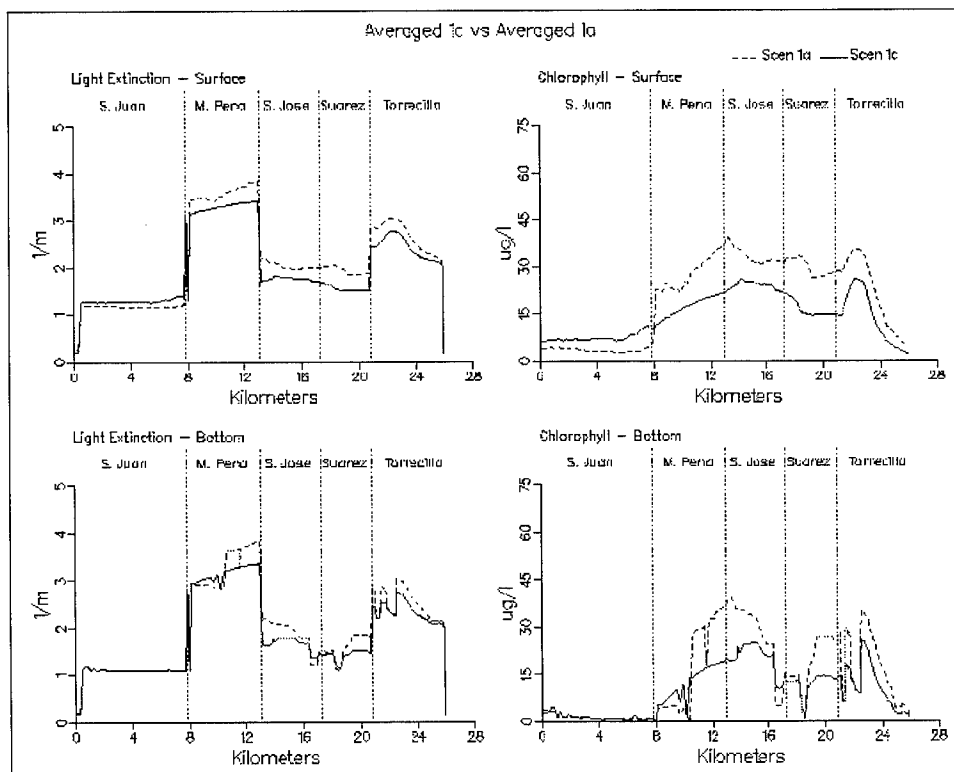 Averaged 1c vs Averaged 1a
Scen 1a
Scen 1c
Light Extinction - Surface
S. Juan
M. Pena
S. Jose
Suarez
Torrecilla
5
4
3
2
1
0
1/m
0
4
8
12
16
20
24
28
Kilometers
Chlorophyll - Surface
S. Juan
M. Pena
S. Jose
Suarez
Torrecilla
75
60
45
30
15
0
ug/l
0
4
8
12
16
20
24
28
Kilometers
Light Extinction - Bottom
S. Juan
M. Pena
S. Jose
Suarez
Torrecilla
5
4
3
2
1
0
1/m
0
4
8
12
16
20
24
28
Kilometers
Chlorophyll - Bottom
S. Juan
M. Pena
S. Jose
Suarez
Torrecilla
75
60
45
30
15
0
ug/l
0
4
8
12
16
20
24
28
Kilometers